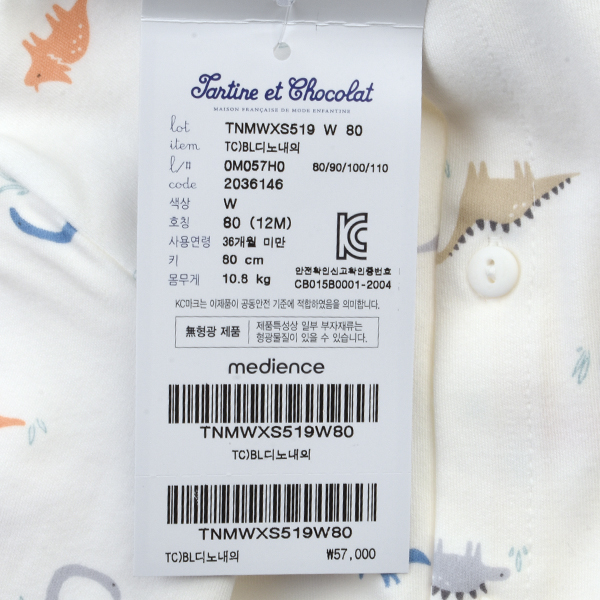 Tartine et Chocolat
MAISON FRANÇAISE DE MODE ENFANTINE
lot TNMWXS519 W 80
item TC)BL디노내의
l/n 0M057H0 80/90/100/110
code 2036146
색상 W
호칭 80 (12M)
사용연령 36개월 미만
키 80 cm
몸무게 10.8 kg
KC
안전확인신고확인증번호
CB015B0001-2004
KC마크는 이제품이 공동안전 기준에 적합하였음을 의미합니다.
無형광 제품
제품특성상 일부 부자재류는
형광물질이 있을 수 있습니다.
medience
TNMWXS519W80
TC)BL디노내의
TNMWXS519W80
TC)BL디노내의 ₩57,000